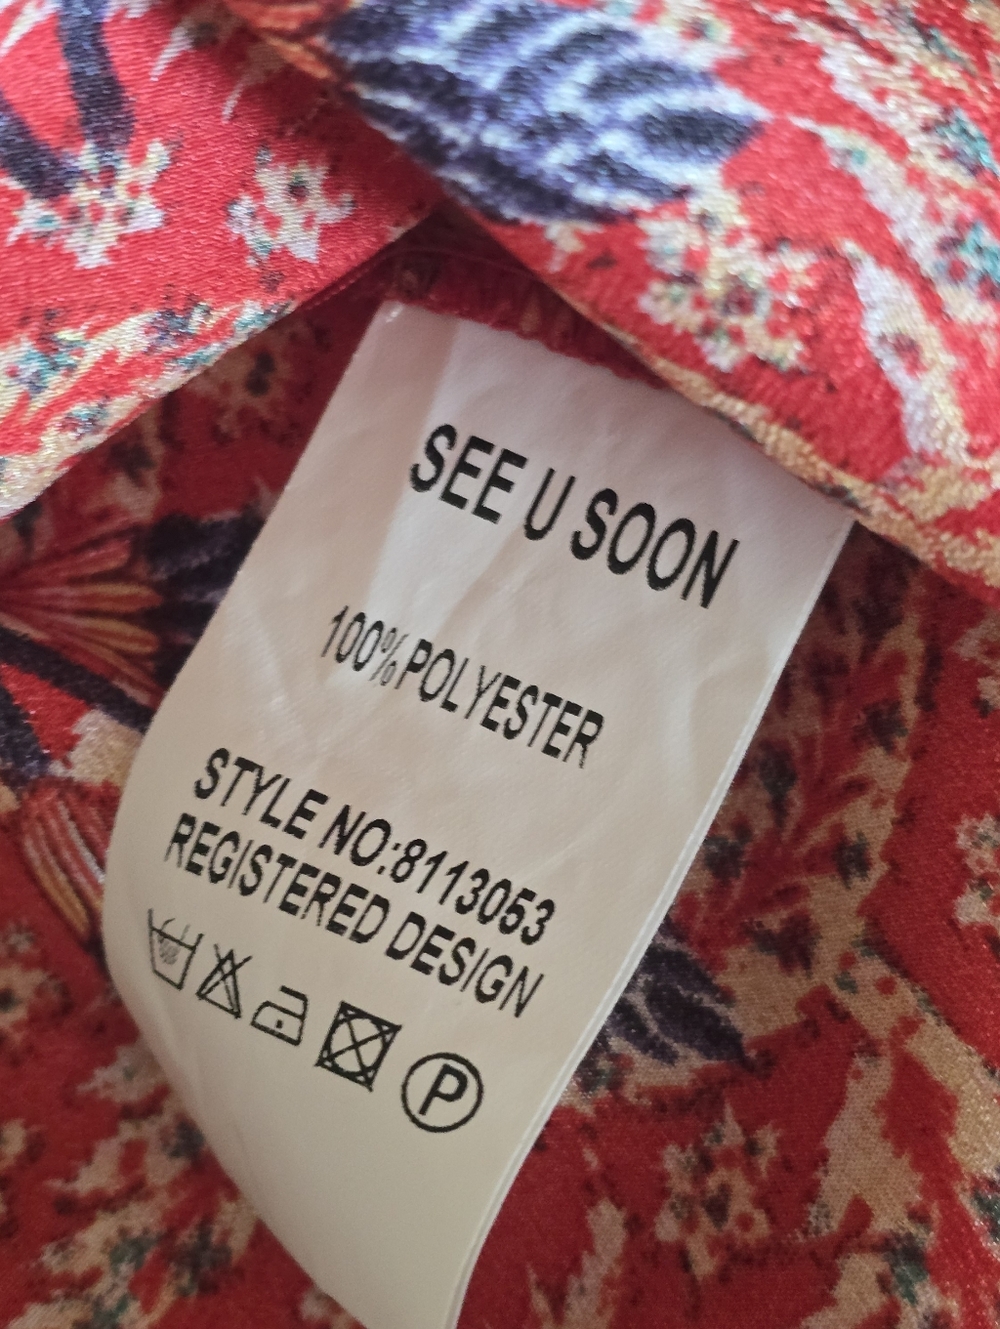 SEE U SOON
100% POLYESTER
STYLE NO:8113053
REGISTERED DESIGN
P